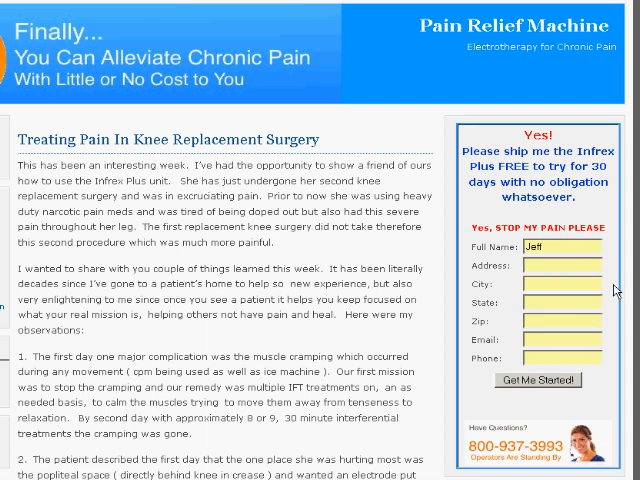 Finally...
You Can Alleviate Chronic Pain
With Little or No Cost to You
Pain Relief Machine
Electrotherapy for Chronic Pain
Treating Pain In Knee Replacement Surgery
This has been an interesting week.  I've had the opportunity to show a friend of ours
how to use the Infrex Plus unit.   She has just undergone her second knee
replacement surgery and was in excruciating pain.  Prior to now she was using heavy
duty narcotic pain meds and was tired of being doped out but also had this severe
pain throughout her leg.  The first replacement knee surgery did not take therefore
this second procedure which was much more painful.
I wanted to share with you couple of things learned this week.  It has been literally
decades since I've gone to a patient's home to help so  new experience, but also
very enlightening to me since once you see a patient it helps you keep focused on
what your real mission is,  helping others not have pain and heal.   Here were my
observations:
1.  The first day one major complication was the muscle cramping which occurred
during any movement ( cpm being used as well as ice machine ).  Our first mission
was to stop the cramping and our remedy was multiple IFT treatments on,  an as
needed basis,  to calm the muscles trying  to move them away from tenseness to
relaxation.   By second day with approximately 8 or 9,  30 minute interferential
treatments the cramping was gone.
2.  The patient described the first day that the one place she was hurting most was
the popliteal space ( directly behind knee in crease ) and wanted an electrode put
n
Yes!
Please ship me the Infrex
Plus FREE to try for 30
days with no obligation
whatsoever.
Yes, STOP MY PAIN PLEASE
Full Name: Jeff
Address:
City:
State:
Zip:
Email:
Phone:
Get Me Started!
Have Questions?
800-937-3993
Operators Are Standing By